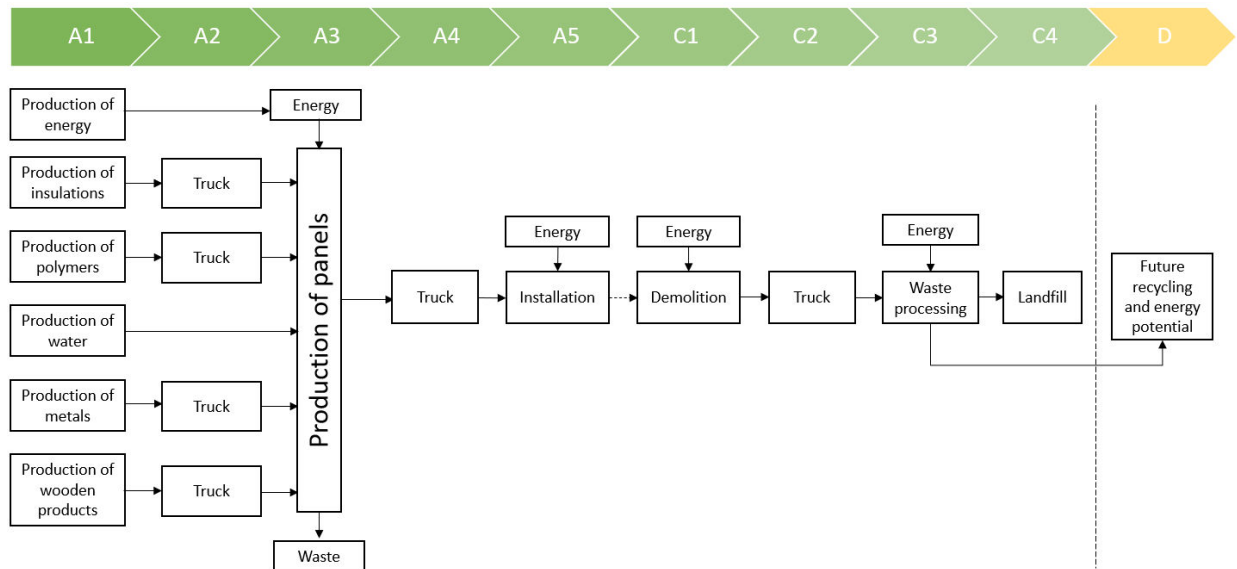 A1
A2
A3
A4
A5
C1
C2
C3
C4
D
Production of
energy
Energy
Production of
insulations
Truck
Production of
polymers
Truck
Production of
water
Production of
metals
Truck
Production of
wooden
products
Truck
Production of panels
Waste
Truck
Energy
Installation
Energy
Demolition
Truck
Energy
Waste
processing
Landfill
Future
recycling
and energy
potential